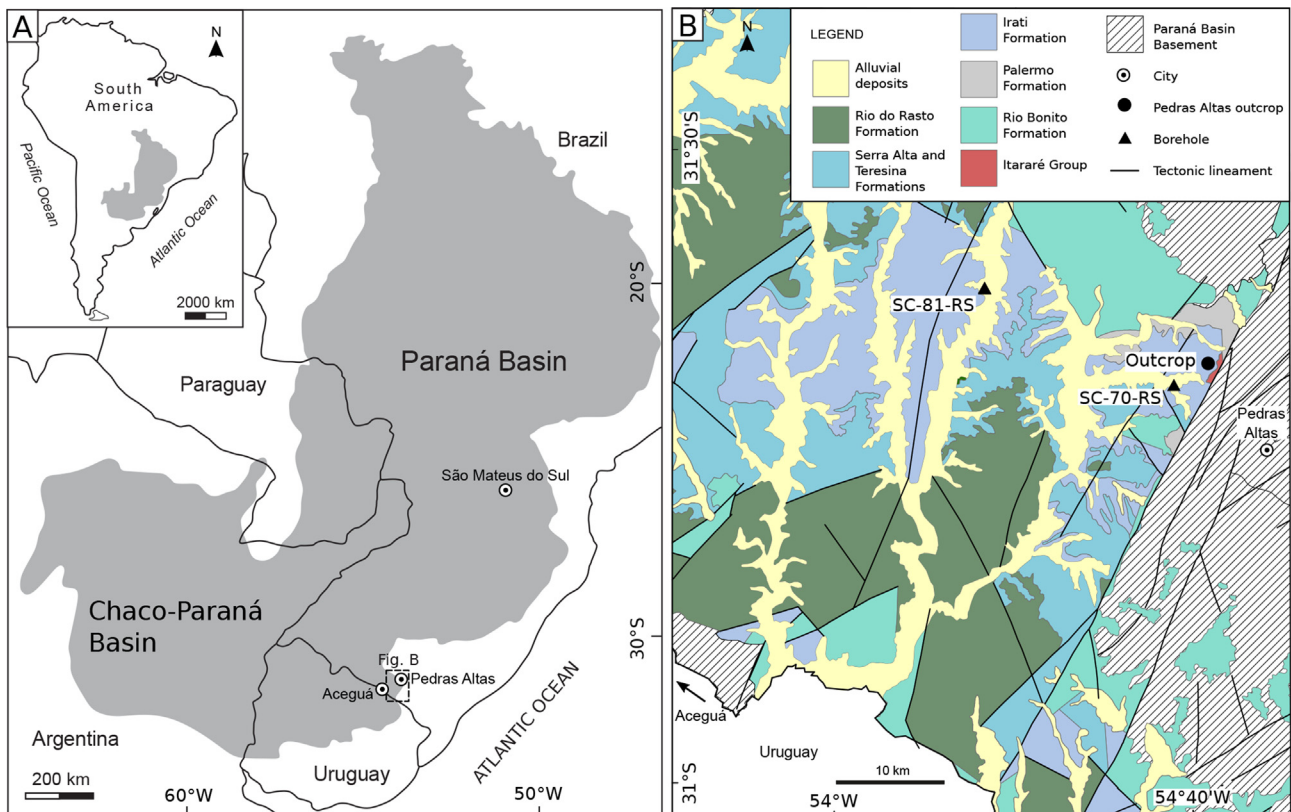 A
N
South
America
Pacific Ocean
Atlantic Ocean
2000 km
Brazil
20°S
Paraná Basin
Paraguay
São Mateus do Sul
Chaco-Paraná
Basin
30°S
Fig. B
Pedras Altas
Aceguá
ATLANTIC OCEAN
Argentina
Uruguay
200 km
60°W
50°W
B
N
LEGEND
Alluvial
deposits
Rio do Rasto
Formation
Serra Alta and
Teresina
Formations
Irati
Formation
Palermo
Formation
Rio Bonito
Formation
Itararé Group
Paraná Basin
Basement
City
Pedras Altas outcrop
Borehole
Tectonic lineament
31°30'S
SC-81-RS
Outcrop
SC-70-RS
Pedras
Altas
Aceguá
Uruguay
10 km
31°S
54°W
54°40'W